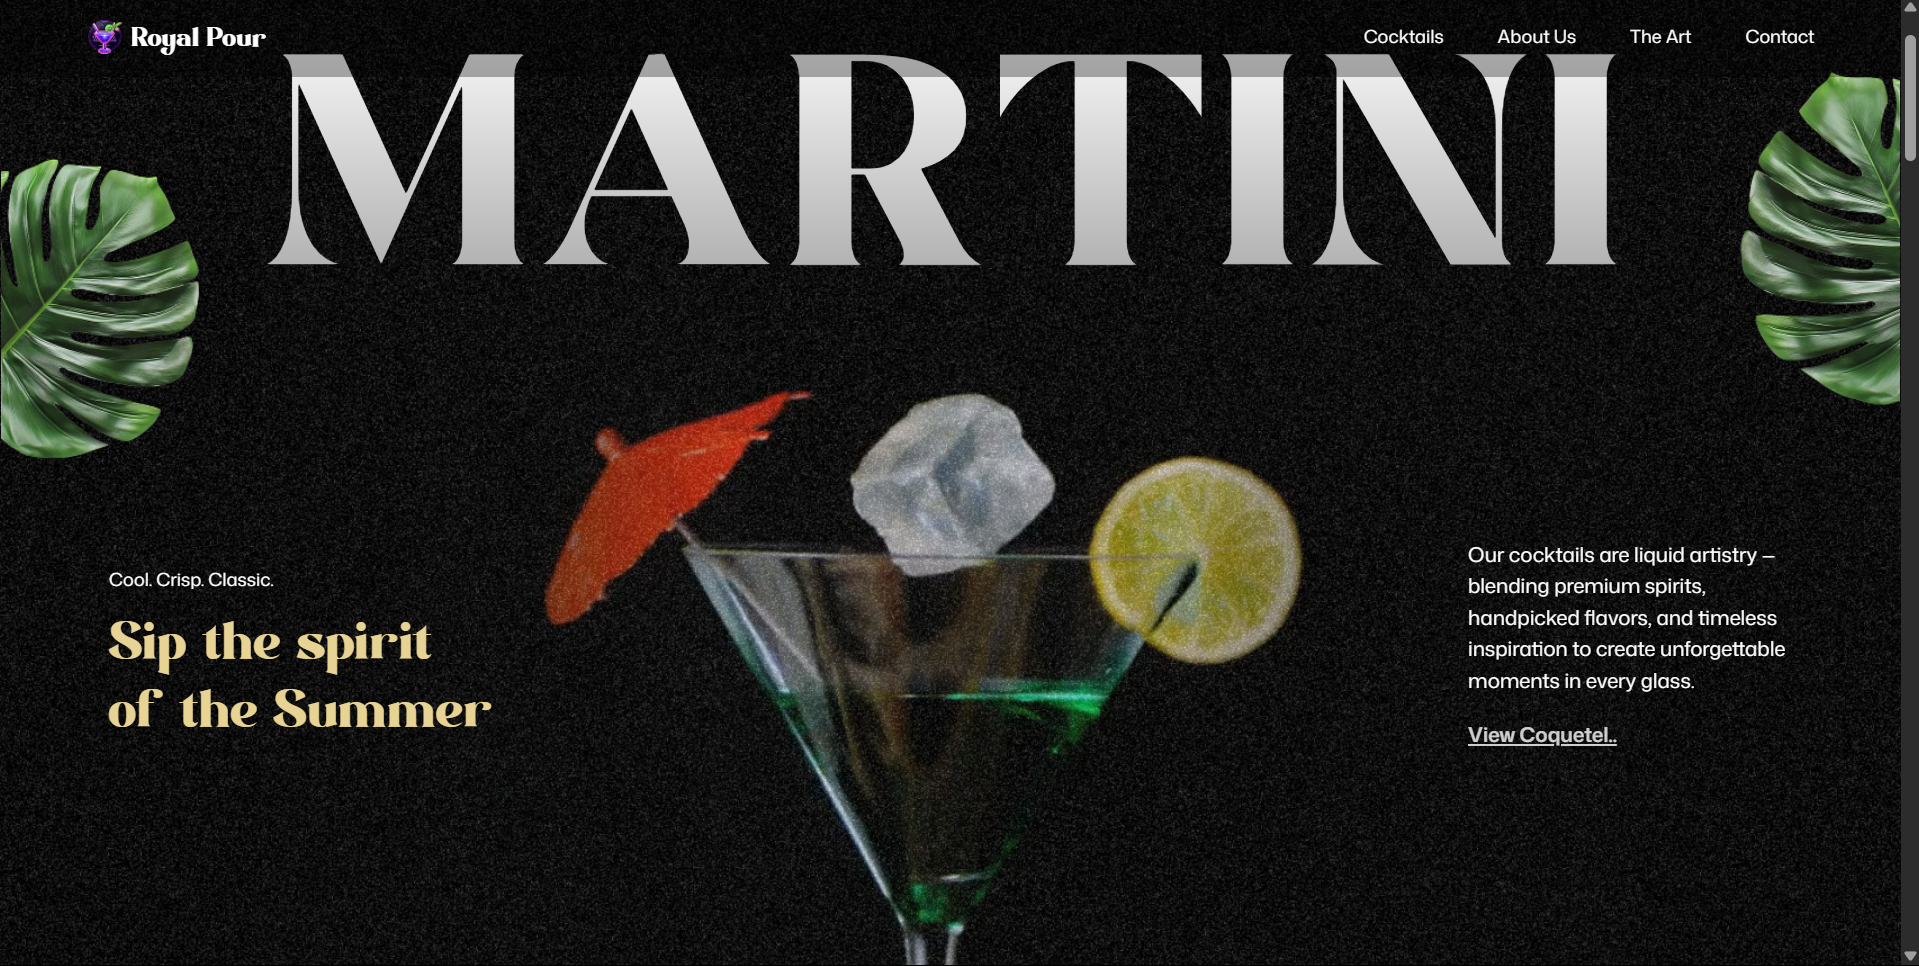 Royal Pour
Cocktails
About Us
The Art
Contact
MARTINI
Cool. Crisp. Classic.
Sip the spirit
of the Summer
Our cocktails are liquid artistry –
blending premium spirits,
handpicked flavors, and timeless
inspiration to create unforgettable
moments in every glass.
View Coquetel..